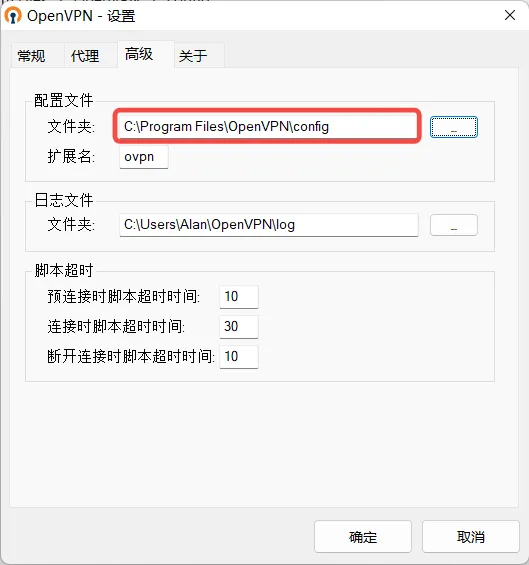 OpenVPN - 设置
常规 代理 高级 关于
配置文件
文件夹: C:\Program Files\OpenVPN\config ...
扩展名: ovpn
日志文件
文件夹: C:\Users\Alan\OpenVPN\log ...
脚本超时
预连接时脚本超时时间: 10
连接时脚本超时时间: 30
断开连接时脚本超时时间: 10
确定 取消